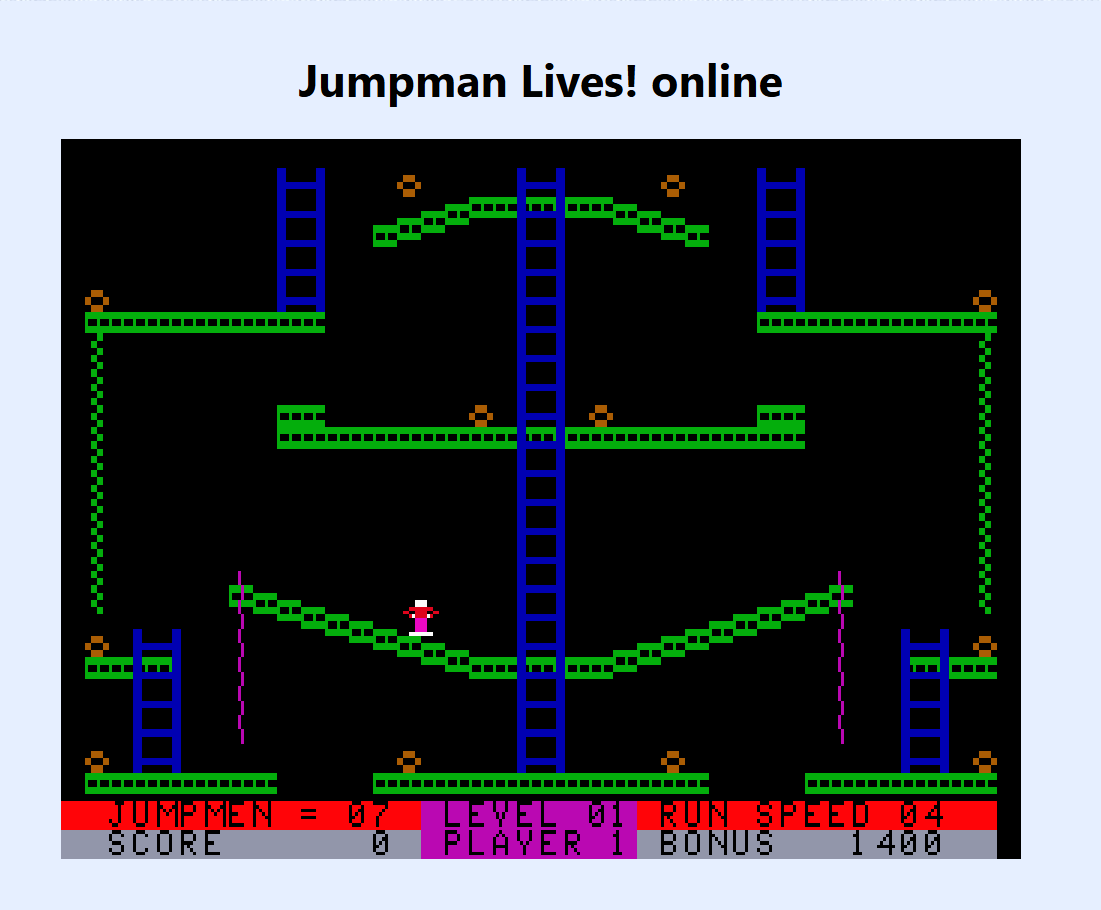 Jumpman Lives! online
JUMPMEN = 07 LEVEL 01 RUN SPEED 04
SCORE 0 PLAYER 1 BONUS 1400